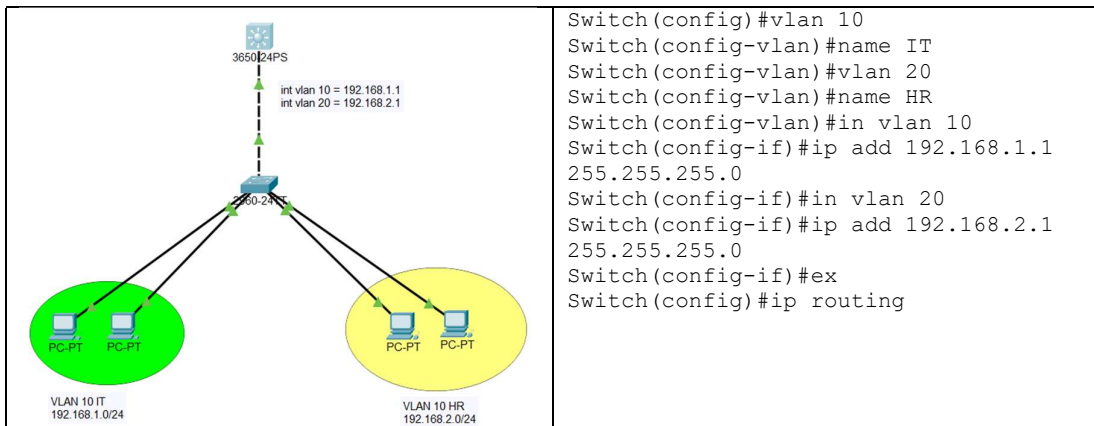 3650-24PS
int vlan 10 = 192.168.1.1
int vlan 20 = 192.168.2.1
2960-24TT
PC-PT
PC-PT
PC-PT
PC-PT
VLAN 10 IT
192.168.1.0/24
VLAN 10 HR
192.168.2.0/24
Switch(config)#vlan 10
Switch(config-vlan)#name IT
Switch(config-vlan)#vlan 20
Switch(config-vlan)#name HR
Switch(config-vlan)#in vlan 10
Switch(config-if)#ip add 192.168.1.1
255.255.255.0
Switch(config-if)#in vlan 20
Switch(config-if)#ip add 192.168.2.1
255.255.255.0
Switch(config-if)#ex
Switch(config)#ip routing